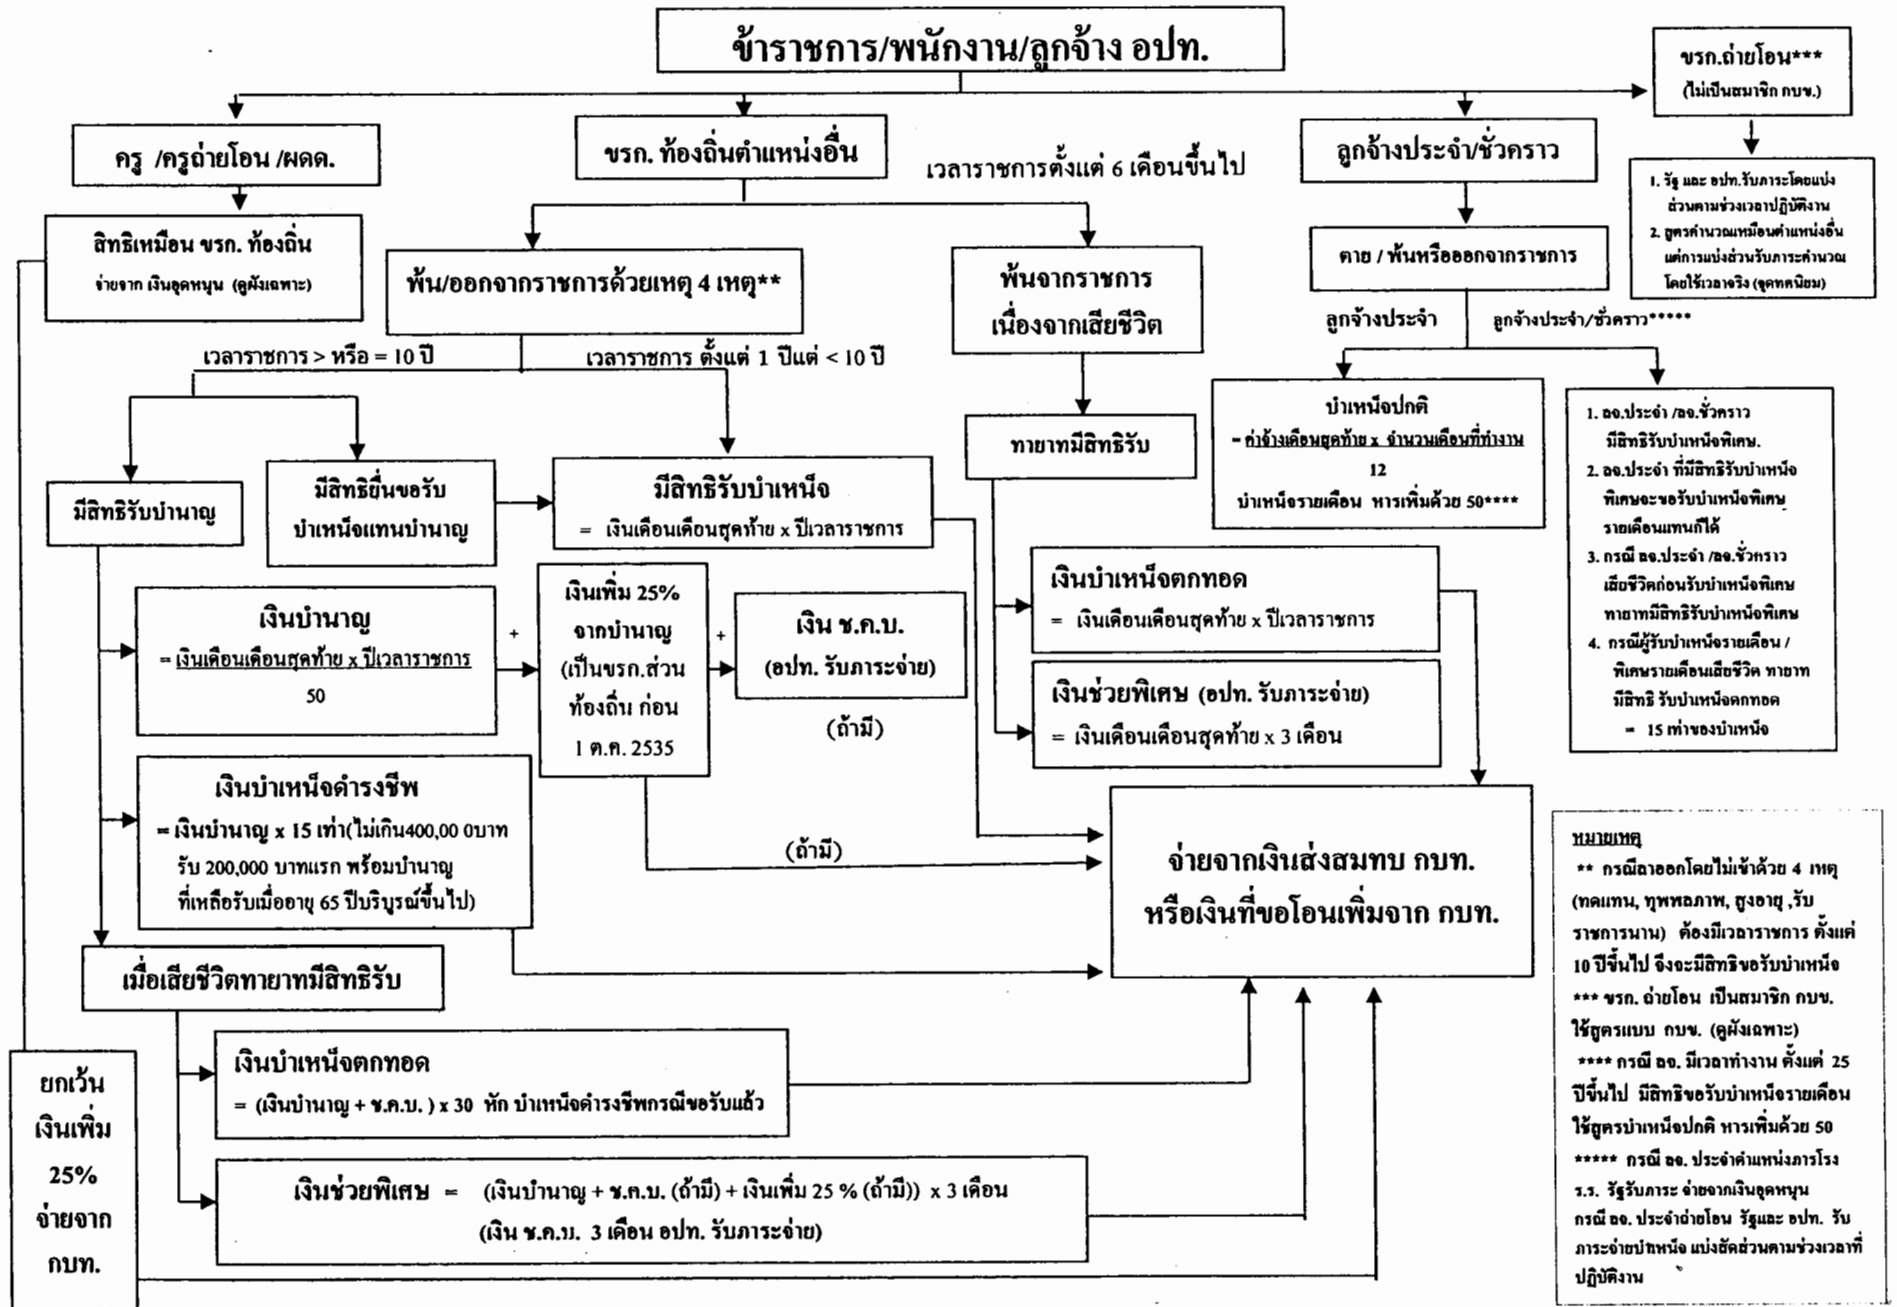 ข้าราชการ/พนักงาน/ลูกจ้าง อปท.
ขรก.ถ่ายโอน***
(ไม่เป็นสมาชิก กบข.)
ครู /ครูถ่ายโอน /ผดด.
ขรก. ท้องถิ่นตำแหน่งอื่น
เวลาราชการตั้งแต่ 6 เดือนขึ้นไป
ลูกจ้างประจำ/ชั่วคราว
1. รัฐ และ อปท.รับภาระโดยแบ่ง
ส่วนตามช่วงเวลาปฏิบัติงาน
2. สูตรคำนวณเหมือนตำแหน่งอื่น
แต่การแบ่งส่วนรับภาระคำนวณ
โดยใช้เวลาจริง (จุดทศนิยม)
สิทธิเหมือน ขรก. ท้องถิ่น
จ่ายจาก เงินอุดหนุน (ดูผังเฉพาะ)
พ้น/ออกจากราชการด้วยเหตุ 4 เหตุ**
พ้นจากราชการ
เนื่องจากเสียชีวิต
ตาย / พ้นหรือออกจากราชการ
ลูกจ้างประจำ
ลูกจ้างประจำ/ชั่วคราว*****
เวลาราชการ > หรือ = 10 ปี
เวลาราชการ ตั้งแต่ 1 ปีแต่ < 10 ปี
มีสิทธิรับบำนาญ
มีสิทธิยื่นขอรับ
บำเหน็จแทนบำนาญ
มีสิทธิรับบำเหน็จ
= เงินเดือนเดือนสุดท้าย x ปีเวลาราชการ
ทายาทมีสิทธิรับ
บำเหน็จปกติ
= ค่าจ้างเดือนสุดท้าย x จำนวนเดือนที่ทำงาน
12
บำเหน็จรายเดือน หารเพิ่มด้วย 50****
1. ลจ.ประจำ /ลจ.ชั่วคราว
มีสิทธิรับบำเหน็จพิเศษ.
2. ลจ.ประจำ ที่มีสิทธิรับบำเหน็จ
พิเศษจะขอรับบำเหน็จพิเศษ
รายเดือนแทนก็ได้
3. กรณี ลจ.ประจำ /ลจ.ชั่วคราว
เสียชีวิตก่อนรับบำเหน็จพิเศษ
ทายาทมีสิทธิรับบำเหน็จพิเศษ
4. กรณีผู้รับบำเหน็จรายเดือน /
พิเศษรายเดือนเสียชีวิต ทายาท
มีสิทธิ รับบำเหน็จตกทอด
= 15 เท่าของบำเหน็จ
เงินบำนาญ
= เงินเดือนเดือนสุดท้าย x ปีเวลาราชการ
50
+
เงินเพิ่ม 25%
จากบำนาญ
(เป็นขรก.ส่วน
ท้องถิ่น ก่อน
1 ต.ค. 2535
+
เงิน ช.ค.บ.
(อปท. รับภาระจ่าย)
(ถ้ามี)
เงินบำเหน็จตกทอด
= เงินเดือนเดือนสุดท้าย x ปีเวลาราชการ
เงินช่วยพิเศษ (อปท. รับภาระจ่าย)
= เงินเดือนเดือนสุดท้าย x 3 เดือน
เงินบำเหน็จดำรงชีพ
= เงินบำนาญ x 15 เท่า(ไม่เกิน400,00 0บาท
รับ 200,000 บาทแรก พร้อมบำนาญ
ที่เหลือรับเมื่ออายุ 65 ปีบริบูรณ์ขึ้นไป)
(ถ้ามี)
จ่ายจากเงินส่งสมทบ กบท.
หรือเงินที่ขอโอนเพิ่มจาก กบท.
เมื่อเสียชีวิตทายาทมีสิทธิรับ
เงินบำเหน็จตกทอด
= (เงินบำนาญ + ช.ค.บ. ) x 30 หัก บำเหน็จดำรงชีพกรณีขอรับแล้ว
เงินช่วยพิเศษ = (เงินบำนาญ + ช.ค.บ. (ถ้ามี) + เงินเพิ่ม 25 % (ถ้ามี)) x 3 เดือน
(เงิน ช.ค.บ. 3 เดือน อปท. รับภาระจ่าย)
ยกเว้น
เงินเพิ่ม
25%
จ่ายจาก
กบท.
หมายเหตุ
** กรณีลาออกโดยไม่เข้าด้วย 4 เหตุ
(ทดแทน, ทุพพลภาพ, สูงอายุ ,รับ
ราชการนาน) ต้องมีเวลาราชการ ตั้งแต่
10 ปีขึ้นไป จึงจะมีสิทธิขอรับบำเหน็จ
*** ขรก. ถ่ายโอน เป็นสมาชิก กบข.
ใช้สูตรแบบ กบข. (ดูผังเฉพาะ)
**** กรณี ลจ. มีเวลาทำงาน ตั้งแต่ 25
ปีขึ้นไป มีสิทธิขอรับบำเหน็จรายเดือน
ใช้สูตรบำเหน็จปกติ หารเพิ่มด้วย 50
***** กรณี ลจ. ประจำตำแหน่งภารโรง
ร.ร. รัฐรับภาระ จ่ายจากเงินอุดหนุน
กรณี ลจ. ประจำถ่ายโอน รัฐและ อปท. รับ
ภาระจ่ายบำเหน็จ แบ่งสัดส่วนตามช่วงเวลาที่
ปฏิบัติงาน